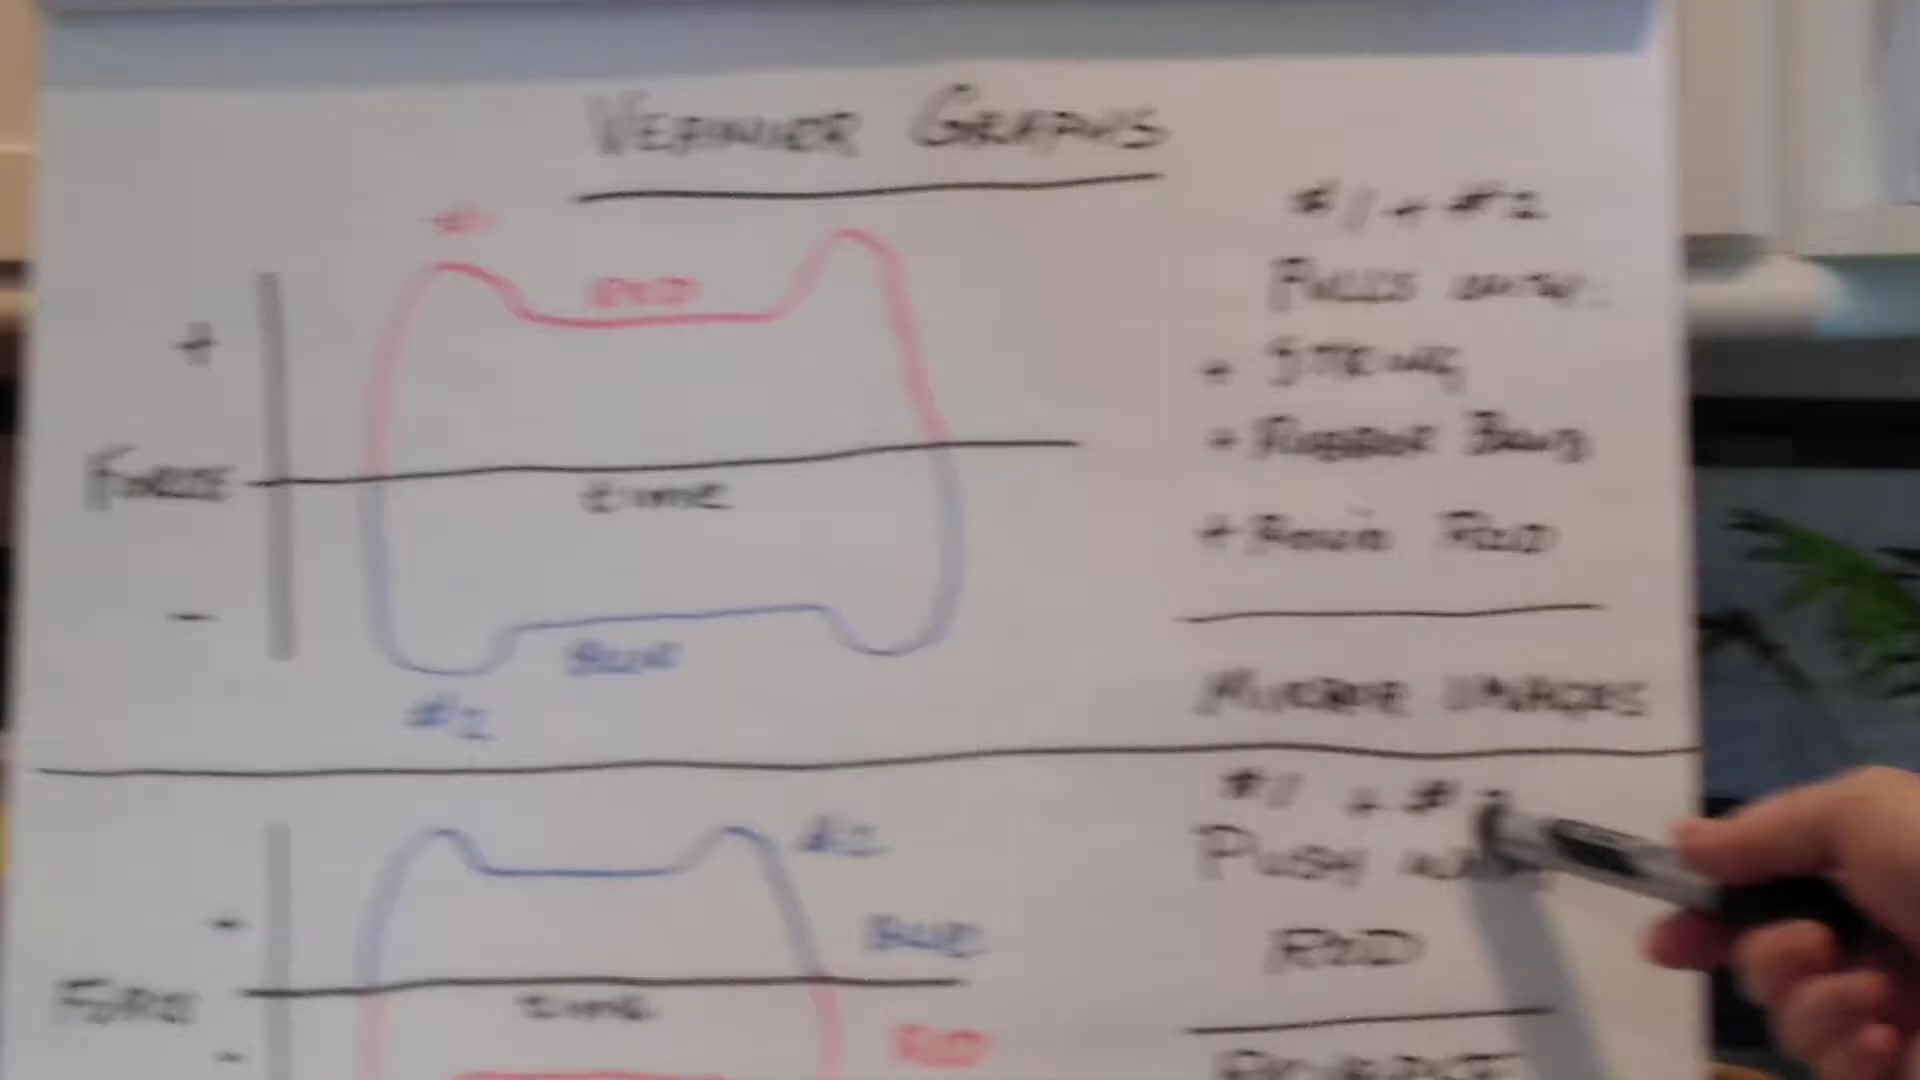 VERNIER GRAPHS
#1
RED
+
FORCE
time
-
BLUE
#2
#1 + #2
PULLS WITH:
+ STRING
+ RUBBER BAND
+ ROD
MIRROR IMAGES
#2
-
BLUE
FORCE
time
-
RED
#1 + #2
PUSH
ROD